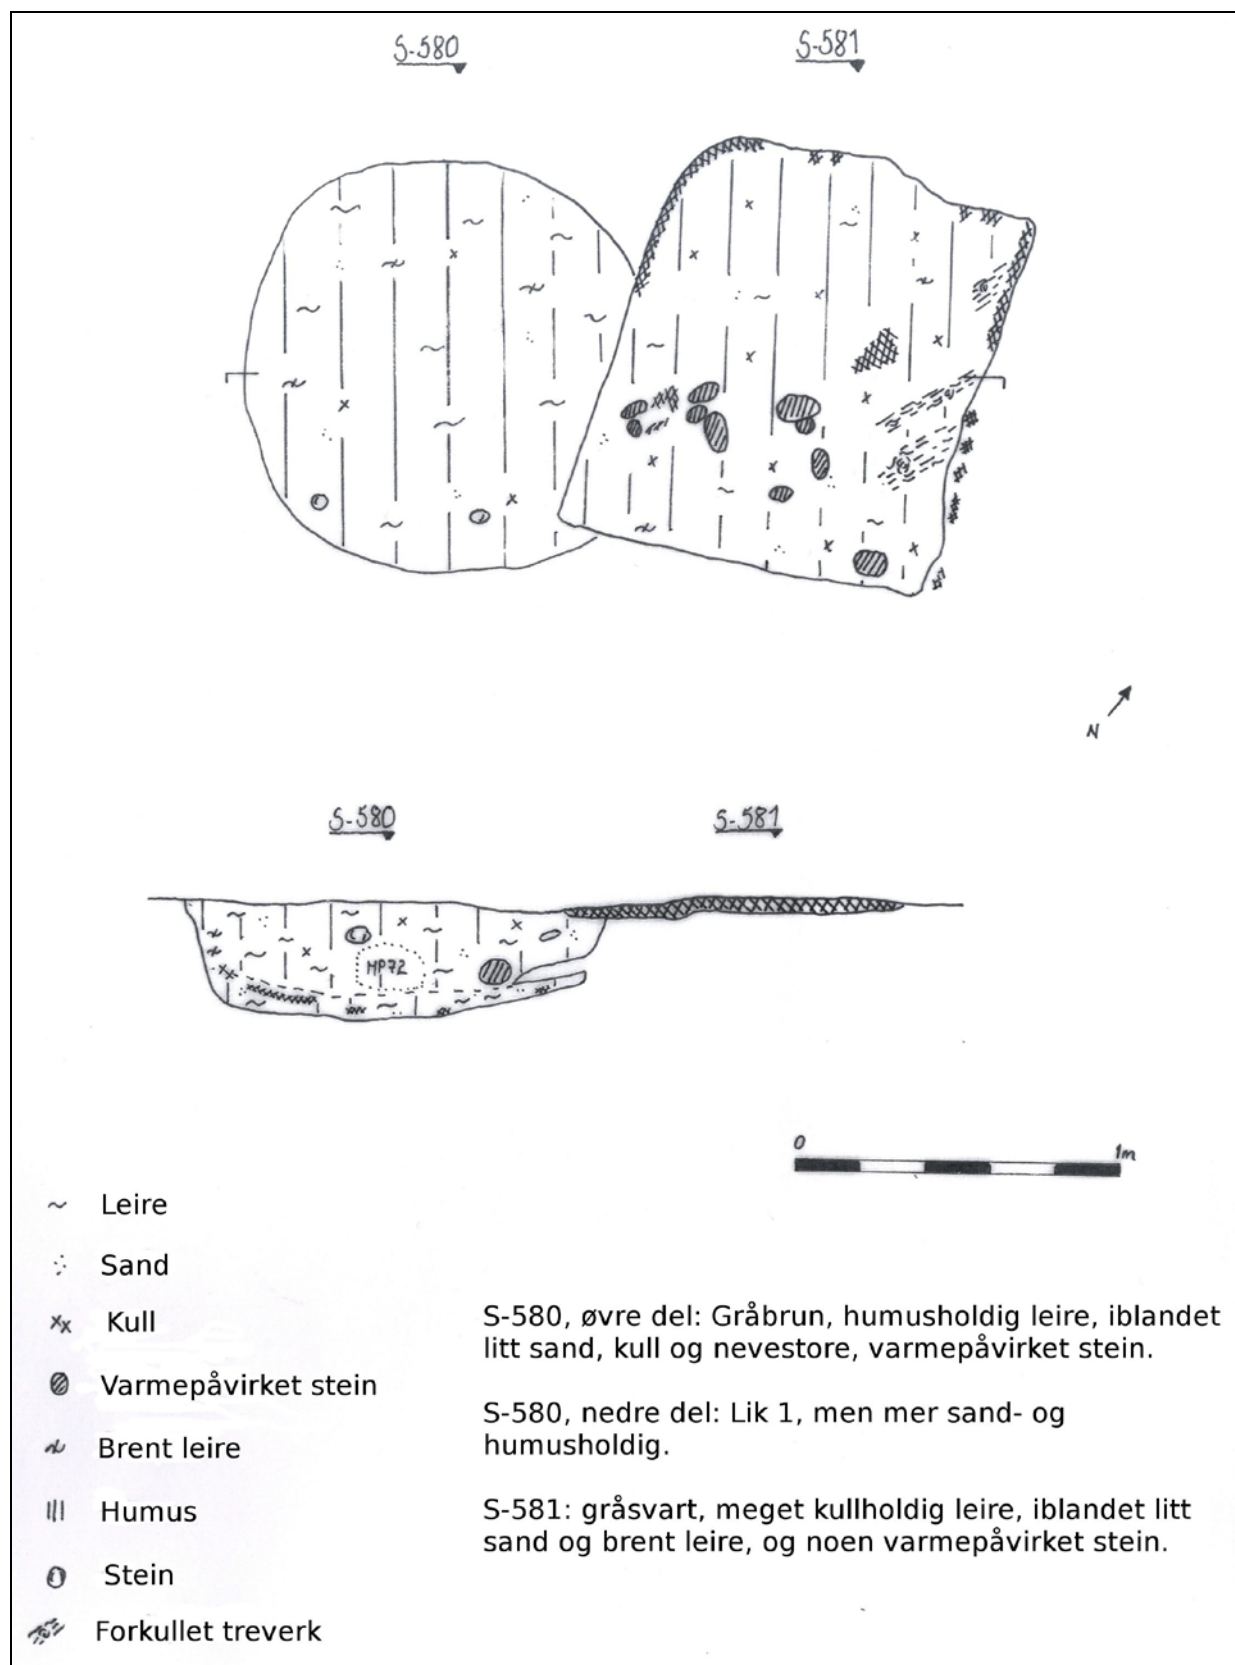 S-580
S-581
N
S-580
S-581
MP72
0
1m
Leire
Sand
Kull
Varmepåvirket stein
Brent leire
Humus
Stein
Forkullet treverk
S-580, øvre del: Gråbrun, humusholdig leire, iblandet
litt sand, kull og nevestore, varmepåvirket stein.
S-580, nedre del: Lik 1, men mer sand- og
humusholdig.
S-581: gråsvart, meget kullholdig leire, iblandet litt
sand og brent leire, og noen varmepåvirket stein.